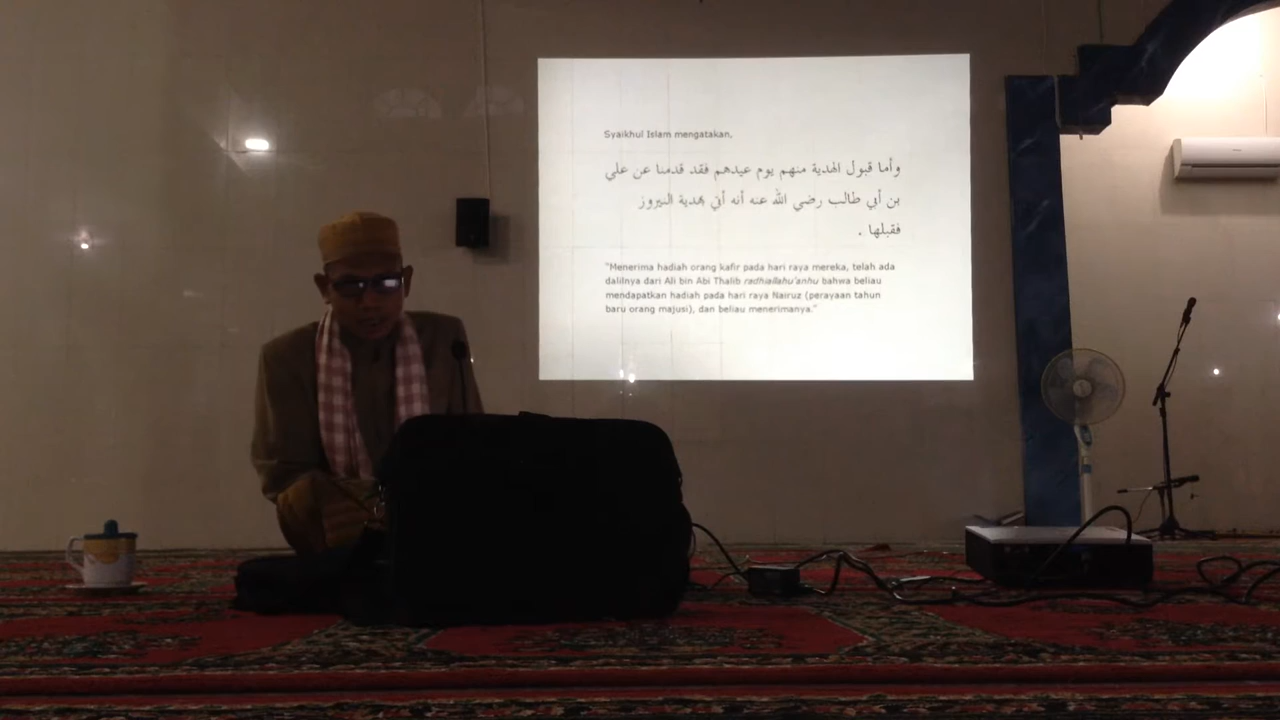 Syaikhul Islam mengatakan,
وأما قبول الهدية منهم يوم عيدهم فقد قدمنا عن علي
بن أبي طالب رضي الله عنه أنه أتي بهدية النيروز
فقبلها .
"Menerima hadiah orang kafir pada hari raya mereka, telah ada
dalilnya dari Ali bin Abi Thalib radhiallahu'anhu bahwa beliau
mendapatkan hadiah pada hari raya Nairuz (perayaan tahun
baru orang majusi), dan beliau menerimanya."